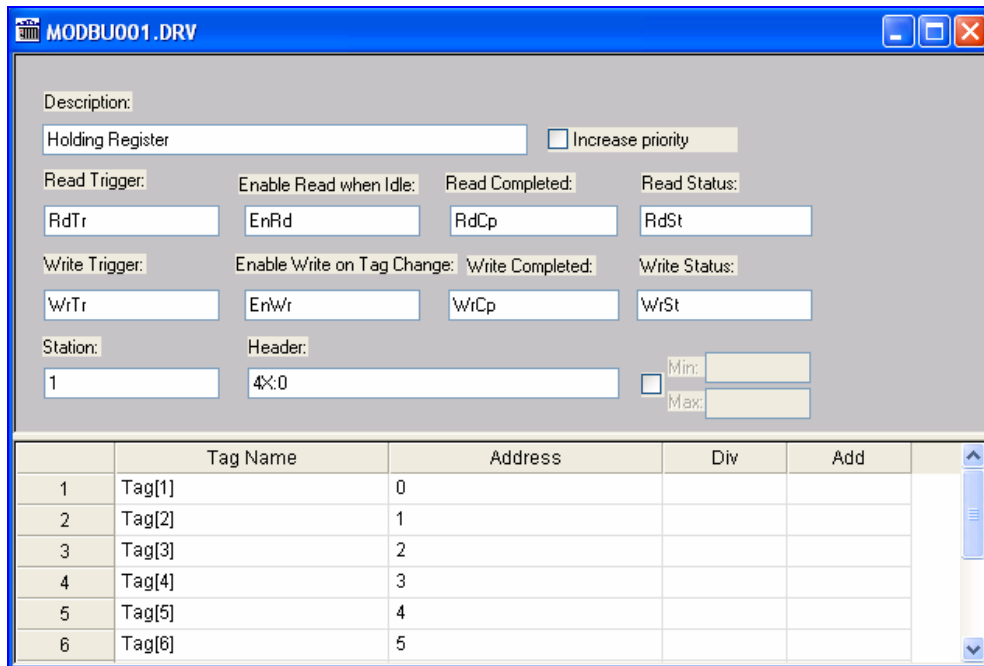 MODBU001.DRV
Description:
Holding Register Increase priority
Read Trigger: Enable Read when Idle: Read Completed: Read Status:
RdTr EnRd RdCp RdSt
Write Trigger: Enable Write on Tag Change: Write Completed: Write Status:
WrTr EnWr WrCp WrSt
Station: Header:
Min:
1 4X:0
Max:
Tag Name Address Div Add
1 Tag[1] 0
2 Tag[2] 1
3 Tag[3] 2
4 Tag[4] 3
5 Tag[5] 4
6 Tag[6] 5